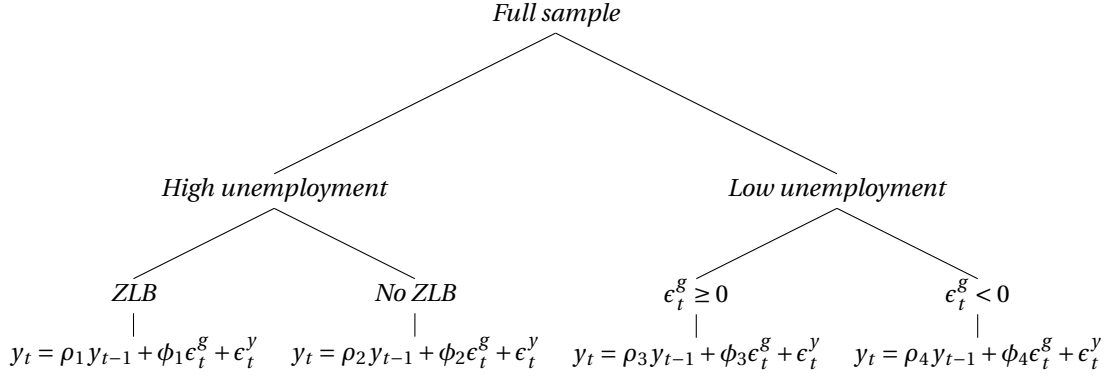 Full sample
High unemployment Low unemployment
ZLB No ZLB ϵ_t^g ≥ 0 ϵ_t^g < 0
y_t = ρ_1 y_{t−1} + ϕ_1 ϵ_t^g + ϵ_t^y y_t = ρ_2 y_{t−1} + ϕ_2 ϵ_t^g + ϵ_t^y y_t = ρ_3 y_{t−1} + ϕ_3 ϵ_t^g + ϵ_t^y y_t = ρ_4 y_{t−1} + ϕ_4 ϵ_t^g + ϵ_t^y